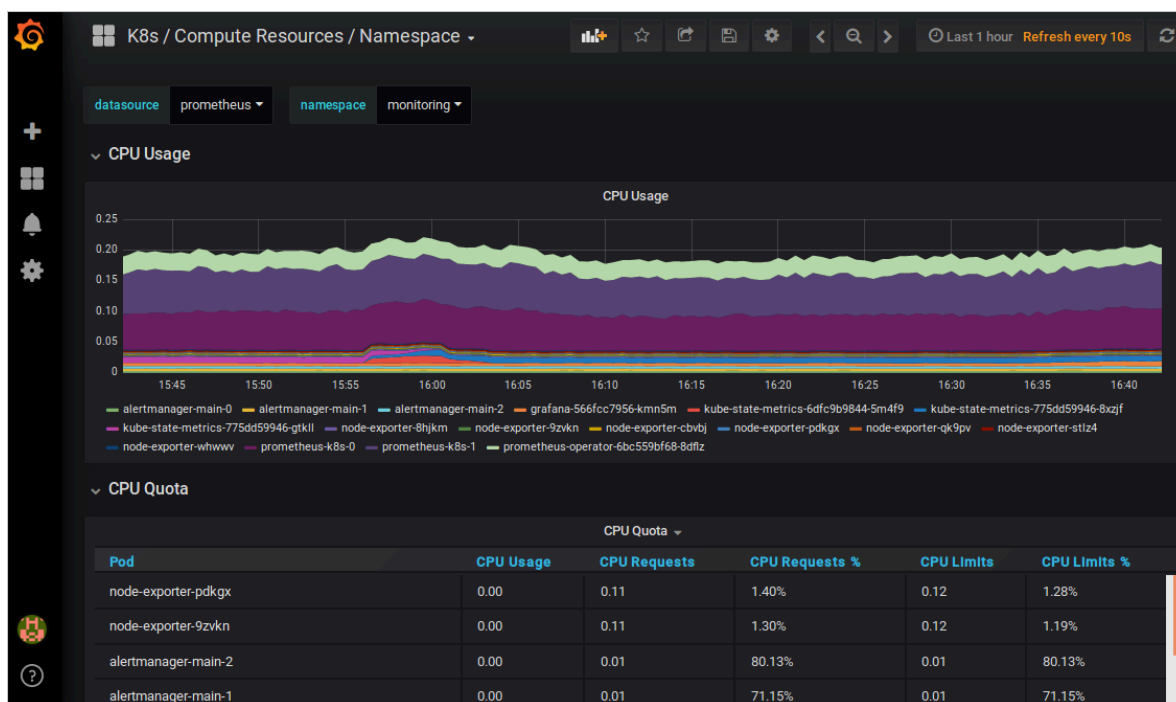 K8s / Compute Resources / Namespace
Last 1 hour Refresh every 10s
datasource prometheus namespace monitoring
CPU Usage
CPU Usage
0.25
0.20
0.15
0.10
0.05
0
15:45 15:50 15:55 16:00 16:05 16:10 16:15 16:20 16:25 16:30 16:35 16:40
alertmanager-main-0 alertmanager-main-1 alertmanager-main-2 grafana-566fcc7956-kmn5m kube-state-metrics-6dfc9b9844-5m4f9 kube-state-metrics-775dd59946-8xzjf
kube-state-metrics-775dd59946-gtkll node-exporter-8hjkm node-exporter-9zvkn node-exporter-cbvbj node-exporter-pdkgx node-exporter-qk9pv node-exporter-stlz4
node-exporter-whwwv prometheus-k8s-0 prometheus-k8s-1 prometheus-operator-6bc559bf68-8dflz
CPU Quota
CPU Quota
Pod CPU Usage CPU Requests CPU Requests % CPU Limits CPU Limits %
node-exporter-pdkgx 0.00 0.11 1.40% 0.12 1.28%
node-exporter-9zvkn 0.00 0.11 1.30% 0.12 1.19%
alertmanager-main-2 0.00 0.01 80.13% 0.01 80.13%
alertmanager-main-1 0.00 0.01 71.15% 0.01 71.15%